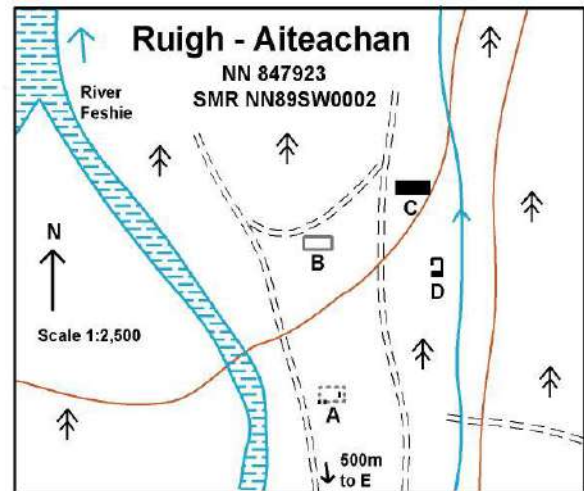 Ruigh - Aiteachan
NN 847923
SMR NN89SW0002
River
Feshie
N
Scale 1:2,500
C
B
D
A
500m
to E